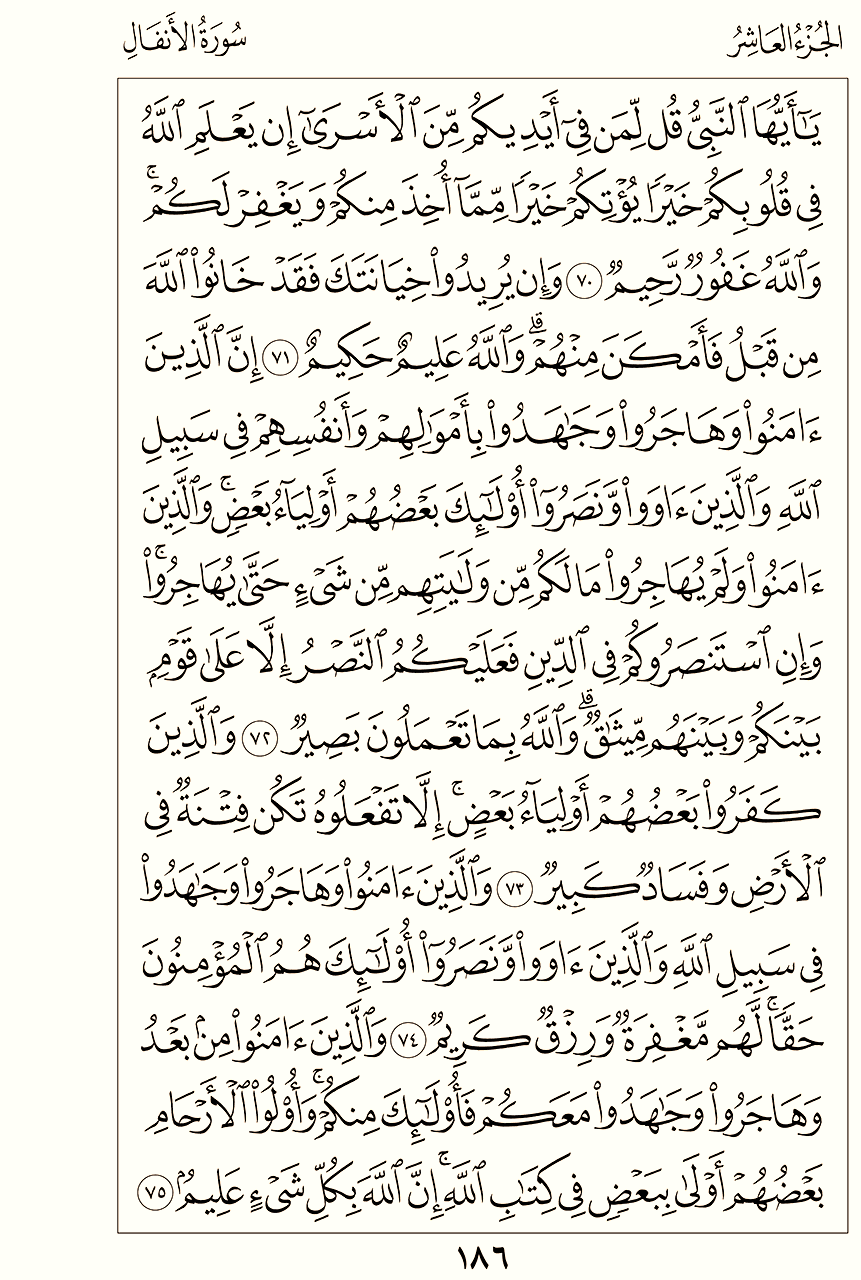 الجُزْءُ العَاشِرُ
سُورَةُ الأَنفَالِ
يَٰٓأَيُّهَا ٱلنَّبِىُّ قُل لِّمَن فِىٓ أَيْدِيكُم مِّنَ ٱلْأَسْرَىٰٓ إِن يَعْلَمِ ٱللَّهُ
فِى قُلُوبِكُمْ خَيْرًا يُؤْتِكُمْ خَيْرًا مِّمَّآ أُخِذَ مِنكُمْ وَيَغْفِرْ لَكُمْ ۚ
وَٱللَّهُ غَفُورٌ رَّحِيمٌ ٧٠ وَإِن يُرِيدُوا۟ خِيَانَتَكَ فَقَدْ خَانُوا۟ ٱللَّهَ
مِن قَبْلُ فَأَمْكَنَ مِنْهُمْ ۗ وَٱللَّهُ عَلِيمٌ حَكِيمٌ ٧١ إِنَّ ٱلَّذِينَ
ءَامَنُوا۟ وَهَاجَرُوا۟ وَجَٰهَدُوا۟ بِأَمْوَٰلِهِمْ وَأَنفُسِهِمْ فِى سَبِيلِ
ٱللَّهِ وَٱلَّذِينَ ءَاوَوا۟ وَّنَصَرُوٓا۟ أُو۟لَٰٓئِكَ بَعْضُهُمْ أَوْلِيَآءُ بَعْضٍ ۚ وَٱلَّذِينَ
ءَامَنُوا۟ وَلَمْ يُهَاجِرُوا۟ مَا لَكُم مِّن وَلَٰيَتِهِم مِّن شَىْءٍ حَتَّىٰ يُهَاجِرُوا۟ ۚ
وَإِنِ ٱسْتَنصَرُوكُمْ فِى ٱلدِّينِ فَعَلَيْكُمُ ٱلنَّصْرُ إِلَّا عَلَىٰ قَوْمٍۭ
بَيْنَكُمْ وَبَيْنَهُم مِّيثَٰقٌ ۗ وَٱللَّهُ بِمَا تَعْمَلُونَ بَصِيرٌ ٧٢ وَٱلَّذِينَ
كَفَرُوا۟ بَعْضُهُمْ أَوْلِيَآءُ بَعْضٍ ۚ إِلَّا تَفْعَلُوهُ تَكُن فِتْنَةٌ فِى
ٱلْأَرْضِ وَفَسَادٌ كَبِيرٌ ٧٣ وَٱلَّذِينَ ءَامَنُوا۟ وَهَاجَرُوا۟ وَجَٰهَدُوا۟
فِى سَبِيلِ ٱللَّهِ وَٱلَّذِينَ ءَاوَوا۟ وَّنَصَرُوٓا۟ أُو۟لَٰٓئِكَ هُمُ ٱلْمُؤْمِنُونَ
حَقًّا ۚ لَّهُم مَّغْفِرَةٌ وَرِزْقٌ كَرِيمٌ ٧٤ وَٱلَّذِينَ ءَامَنُوا۟ مِنۢ بَعْدُ
وَهَاجَرُوا۟ وَجَٰهَدُوا۟ مَعَكُمْ فَأُو۟لَٰٓئِكَ مِنكُمْ ۚ وَأُو۟لُوا۟ ٱلْأَرْحَامِ
بَعْضُهُمْ أَوْلَىٰ بِبَعْضٍ فِى كِتَٰبِ ٱللَّهِ ۚ إِنَّ ٱللَّهَ بِكُلِّ شَىْءٍ عَلِيمٌۢ ٧٥
١٨٦